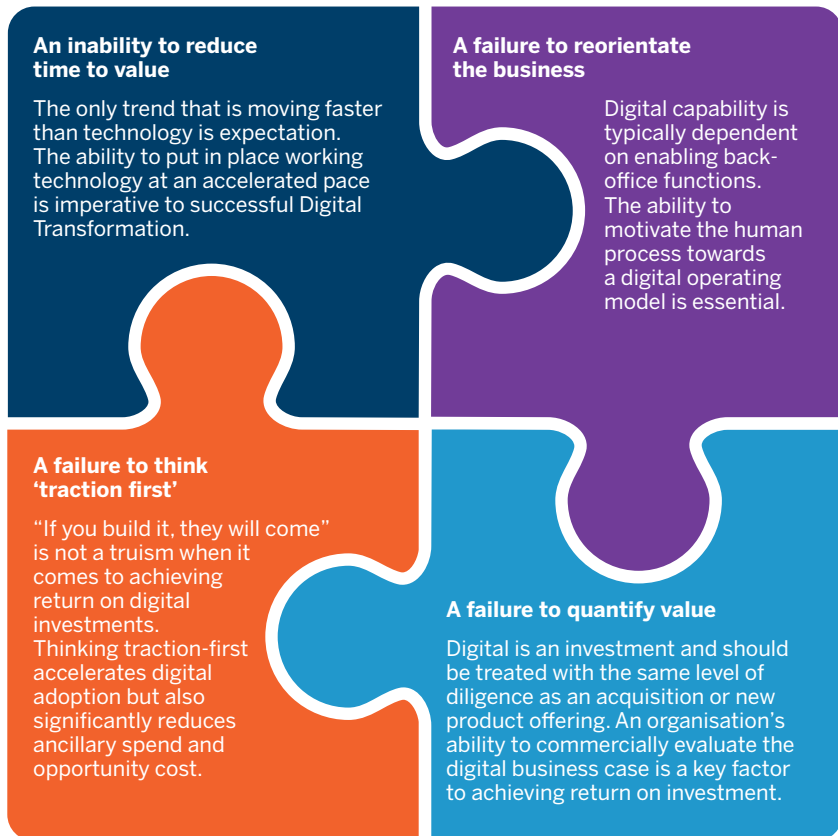 An inability to reduce
time to value
The only trend that is moving faster
than technology is expectation.
The ability to put in place working
technology at an accelerated pace
is imperative to successful Digital
Transformation.
A failure to reorientate
the business
Digital capability is
typically dependent
on enabling back-
office functions.
The ability to
motivate the human
process towards
a digital operating
model is essential.
A failure to think
‘traction first’
“If you build it, they will come”
is not a truism when it
comes to achieving
return on digital
investments.
Thinking traction-first
accelerates digital
adoption but also
significantly reduces
ancillary spend and
opportunity cost.
A failure to quantify value
Digital is an investment and should
be treated with the same level of
diligence as an acquisition or new
product offering. An organisation’s
ability to commercially evaluate the
digital business case is a key factor
to achieving return on investment.